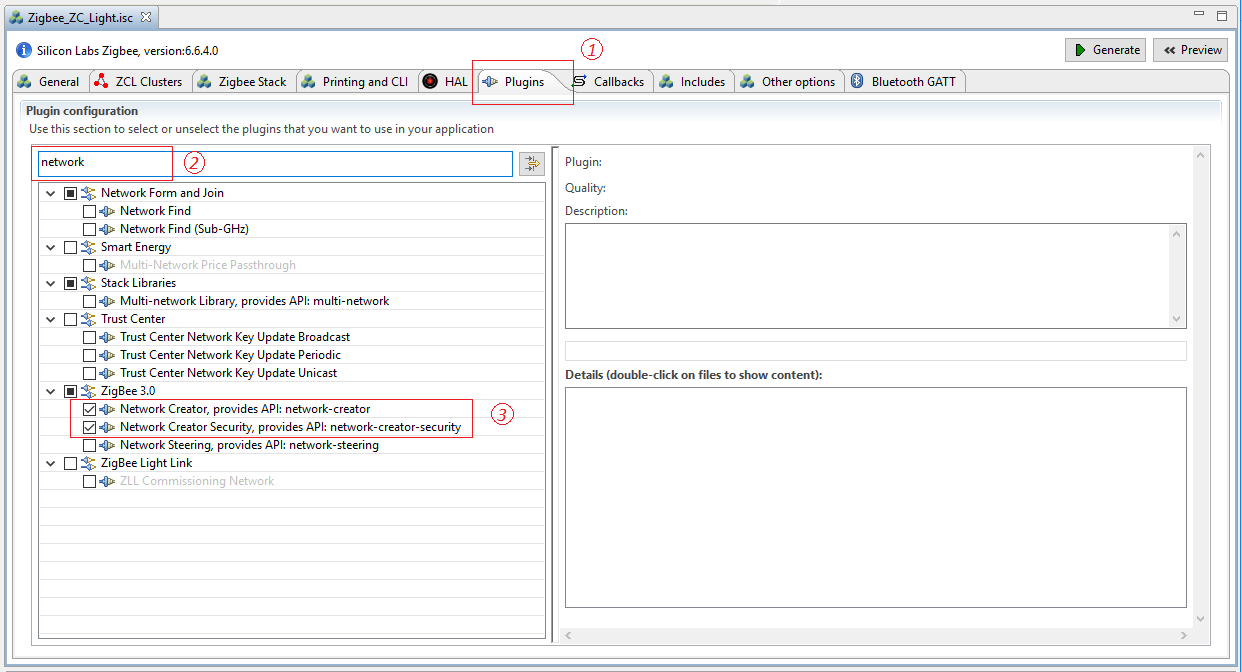 Zigbee_ZC_Light.isc
Silicon Labs Zigbee, version:6.6.4.0
1
Generate
Preview
General
ZCL Clusters
Zigbee Stack
Printing and CLI
HAL
Plugins
Callbacks
Includes
Other options
Bluetooth GATT
Plugin configuration
Use this section to select or unselect the plugins that you want to use in your application
network
2
Network Form and Join
Network Find
Network Find (Sub-GHz)
Smart Energy
Multi-Network Price Passthrough
Stack Libraries
Multi-network Library, provides API: multi-network
Trust Center
Trust Center Network Key Update Broadcast
Trust Center Network Key Update Periodic
Trust Center Network Key Update Unicast
ZigBee 3.0
Network Creator, provides API: network-creator
Network Creator Security, provides API: network-creator-security
3
Network Steering, provides API: network-steering
ZigBee Light Link
ZLL Commissioning Network
Plugin:
Quality:
Description:
Details (double-click on files to show content):